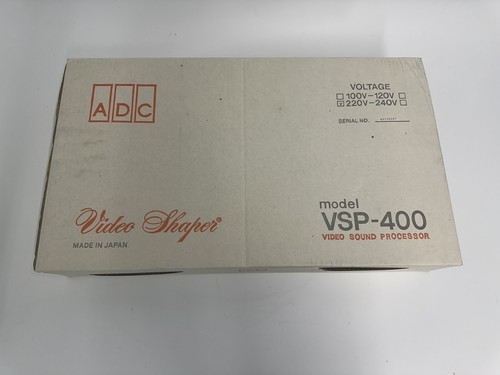 ADC
VOLTAGE
100V-120V
220V-240V
SERIAL NO.
Video Shaper®
MADE IN JAPAN
model
VSP-400
VIDEO SOUND PROCESSOR